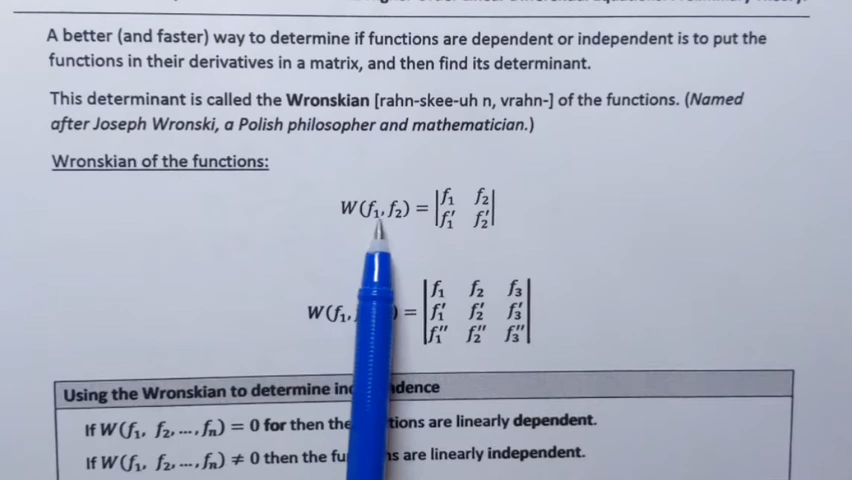 A better (and faster) way to determine if functions are dependent or independent is to put the
functions in their derivatives in a matrix, and then find its determinant.
This determinant is called the Wronskian [rahn-skee-uh n, vrahn-] of the functions. (Named
after Joseph Wronski, a Polish philosopher and mathematician.)
Wronskian of the functions:
W(f₁, f₂) = |f₁ f₂|
|f₁′ f₂′|
W(f₁, ) = |f₁ f₂ f₃|
|f₁′ f₂′ f₃′|
|f₁″ f₂″ f₃″|
Using the Wronskian to determine
If W(f₁, f₂, ..., fₙ) = 0 for then the are linearly dependent.
If W(f₁, f₂, ..., fₙ) ≠ 0 then the are linearly independent.